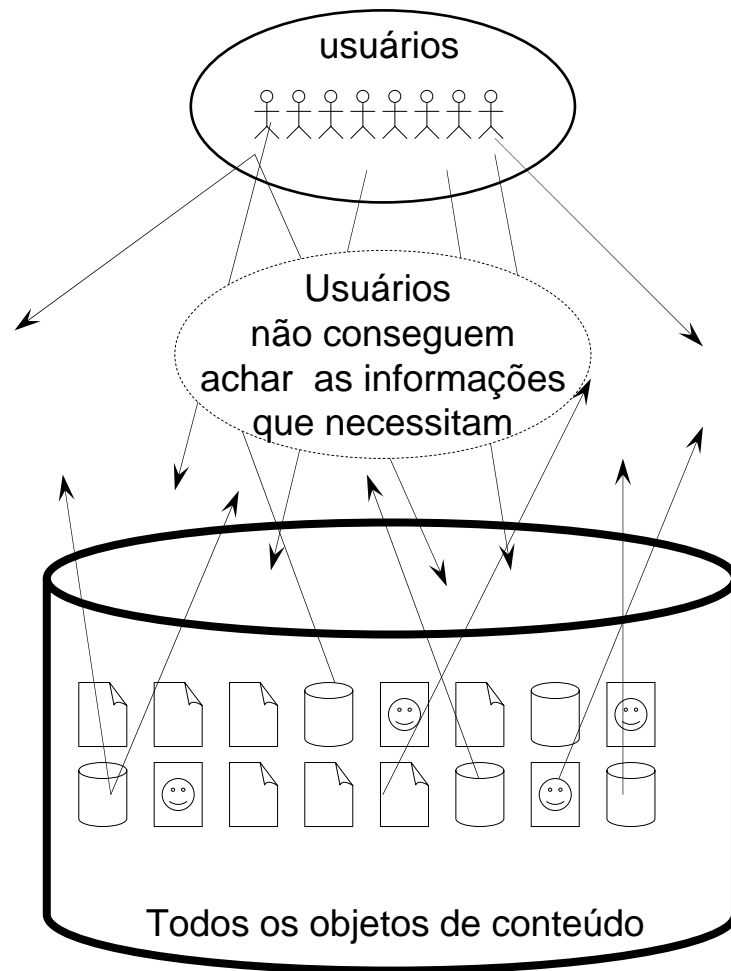 usuários
Usuários
não conseguem
achar as informações
que necessitam
Todos os objetos de conteúdo